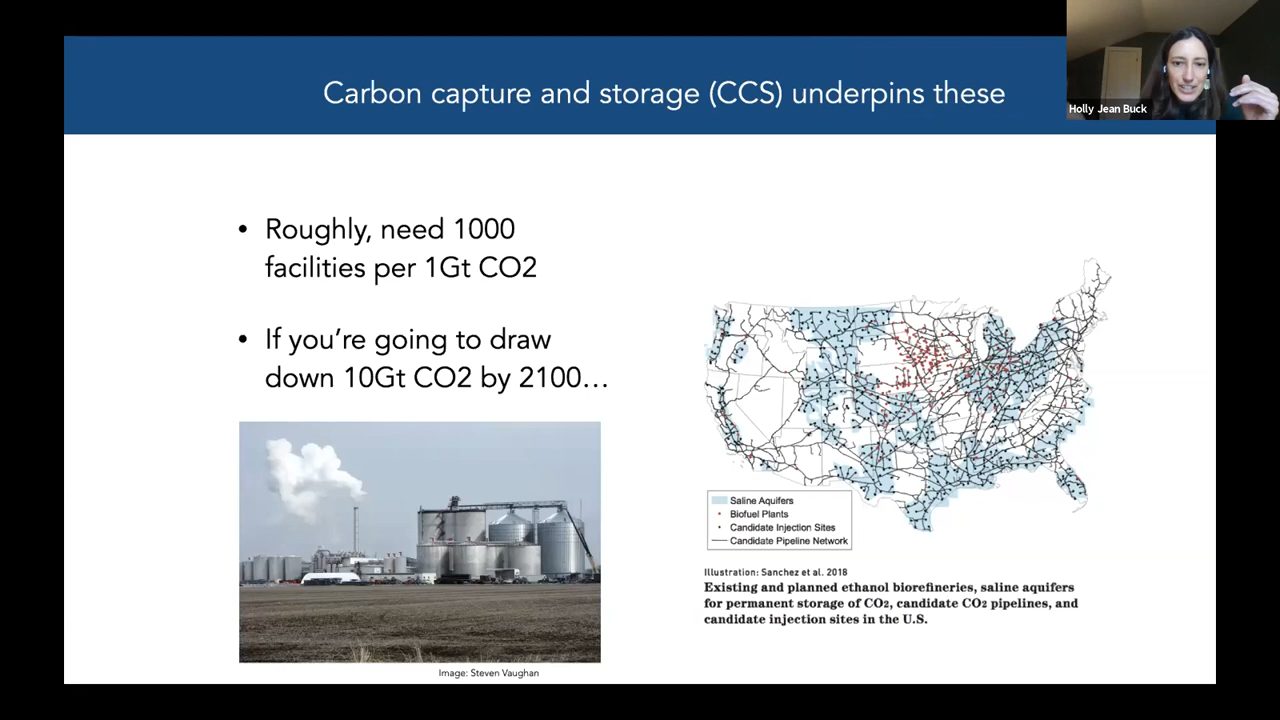 Carbon capture and storage (CCS) underpins these
Holly Jean Buck
• Roughly, need 1000
facilities per 1Gt CO2
• If you’re going to draw
down 10Gt CO2 by 2100…
Image: Steven Vaughan
Saline Aquifers
Biofuel Plants
Candidate Injection Sites
Candidate Pipeline Network
Illustration: Sanchez et al. 2018
Existing and planned ethanol biorefineries, saline aquifers
for permanent storage of CO₂, candidate CO₂ pipelines, and
candidate injection sites in the U.S.